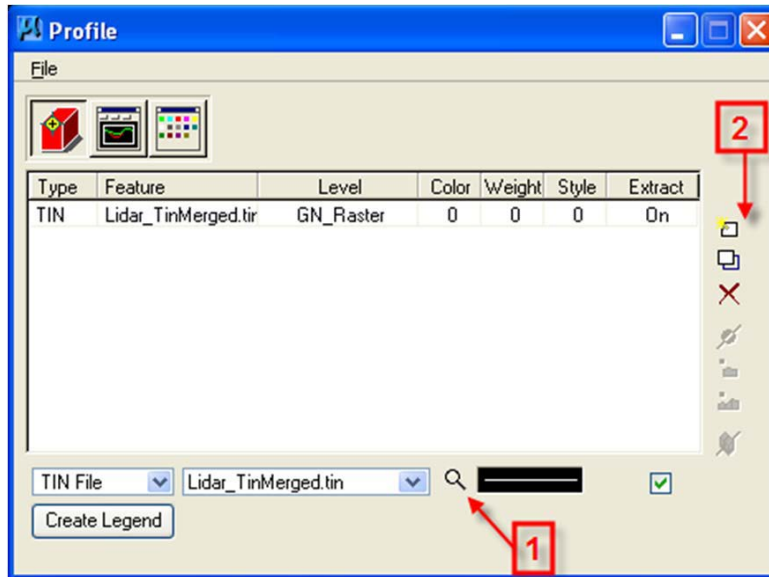 Profile
File
2
Type Feature Level Color Weight Style Extract
TIN Lidar_TinMerged.tir GN_Raster 0 0 0 On
TIN File Lidar_TinMerged.tin
Create Legend
1